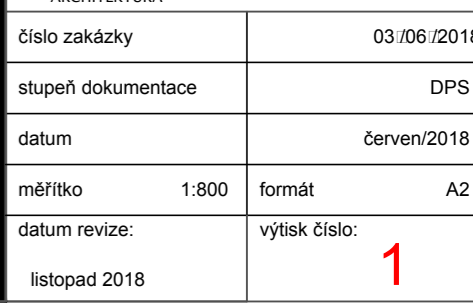 ARCHITEKTURA
číslo zakázky 03/06/2018
stupeň dokumentace DPS
datum červen/2018
měřítko 1:800 formát A2
datum revize: výtisk číslo:
listopad 2018 1